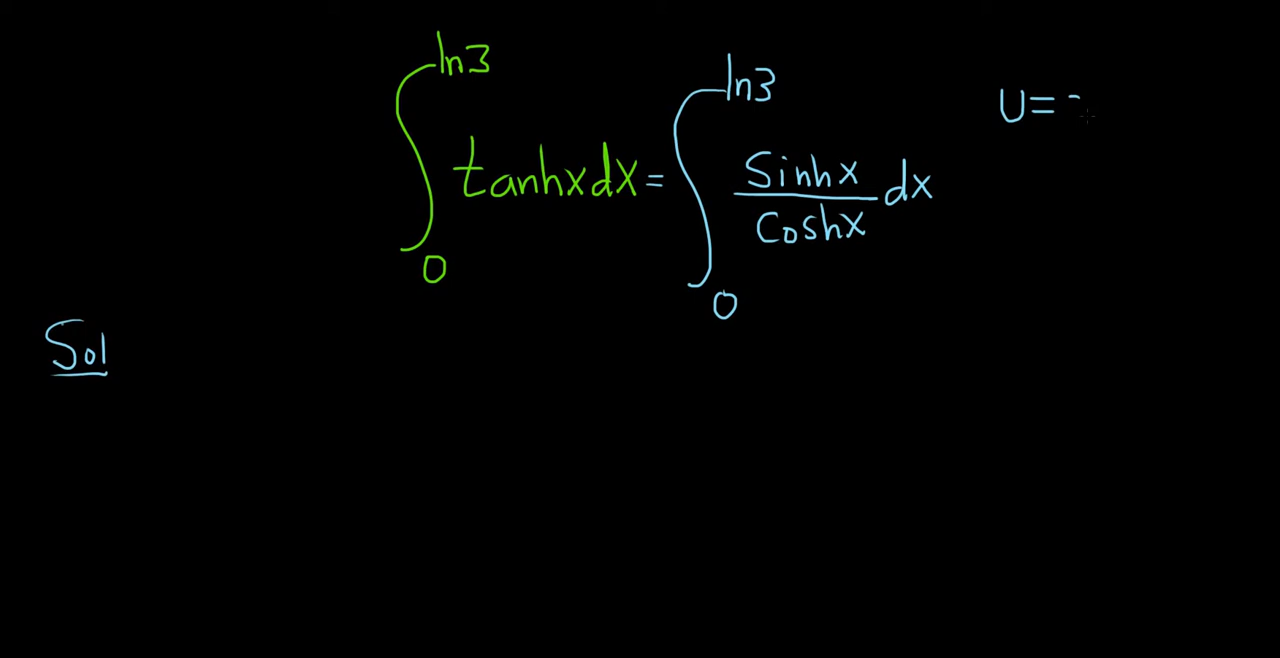 ∫₀^ln3 tanhx dx = ∫₀^ln3 Sinhx/Coshx dx   U=
Sol